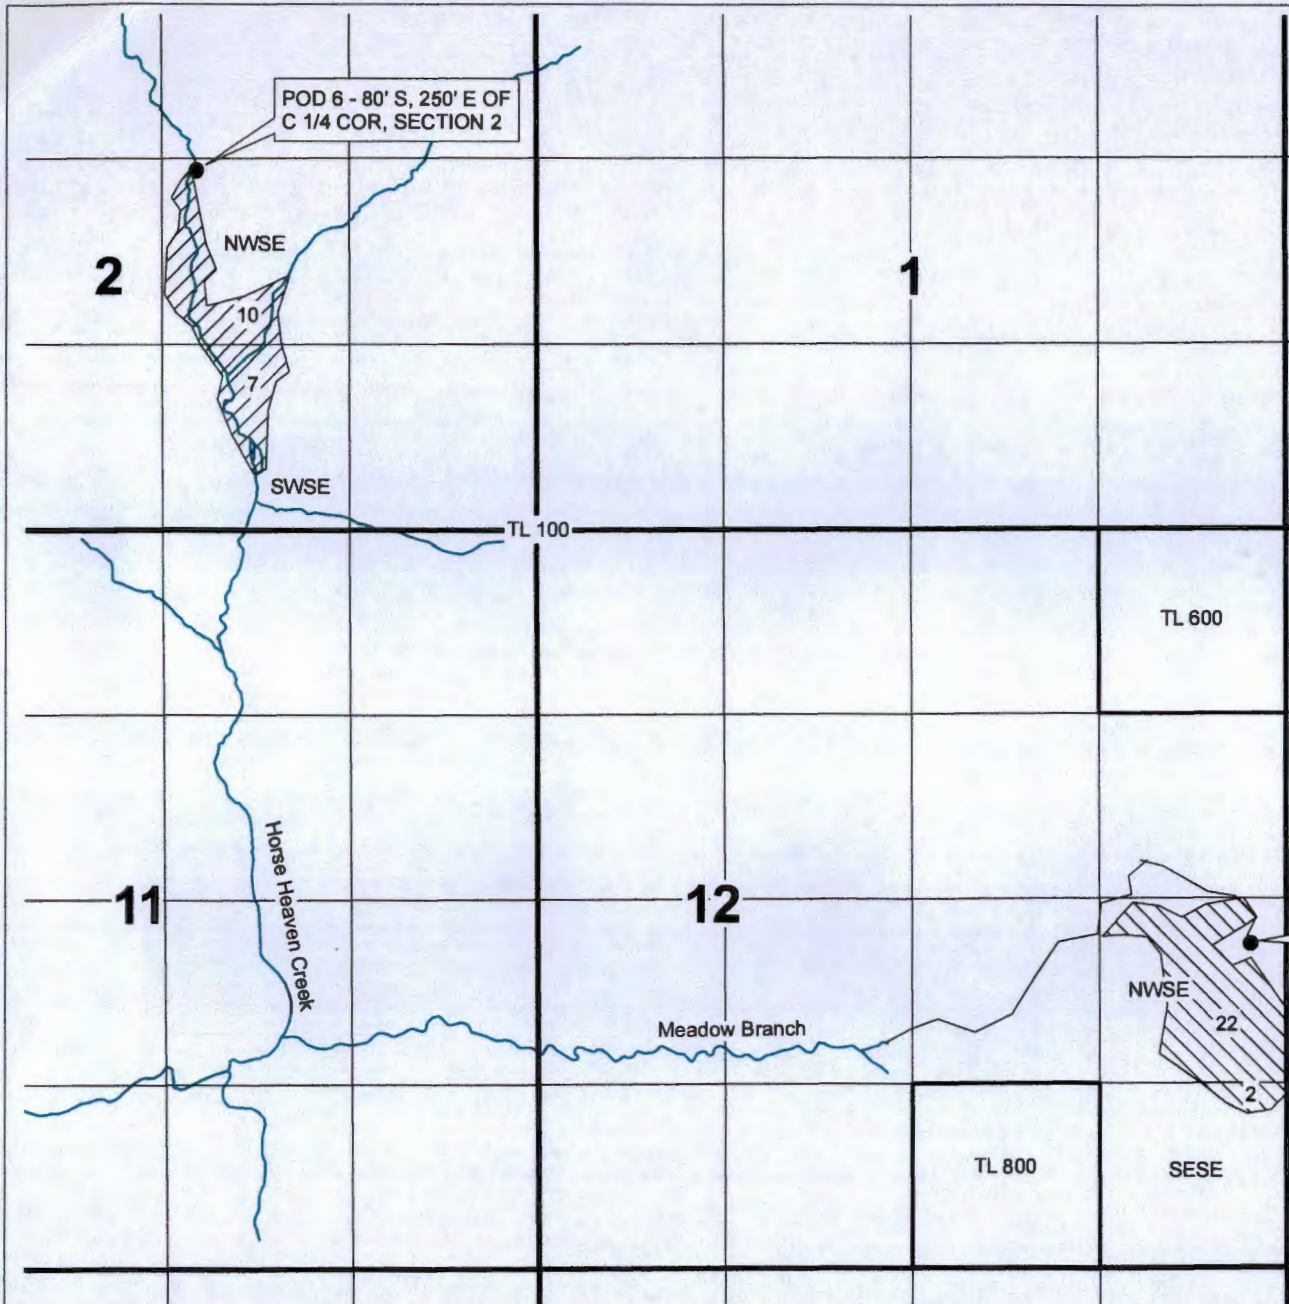 POD 6 - 80' S, 250' E OF
C 1/4 COR, SECTION 2
NWSE
2
1
10
7
SWSE
TL 100
TL 600
Horse Heaven Creek
11
12
NWSE
22
Meadow Branch
2
TL 800
SESE